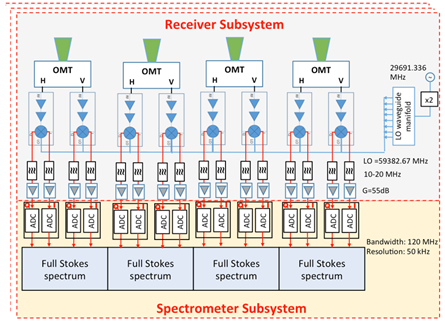 Receiver Subsystem
OMT
OMT
OMT
OMT
H V
H V
H V
H V
29691.336
MHz
x2
LO waveguide
manifold
LO =59382.67 MHz
10-20 MHz
G=55dB
ADC ADC ADC ADC ADC ADC ADC ADC ADC ADC ADC ADC ADC ADC ADC ADC
Bandwidth: 120 MHz
Resolution: 50 kHz
Full Stokes
spectrum
Full Stokes
spectrum
Full Stokes
spectrum
Full Stokes
spectrum
Spectrometer Subsystem